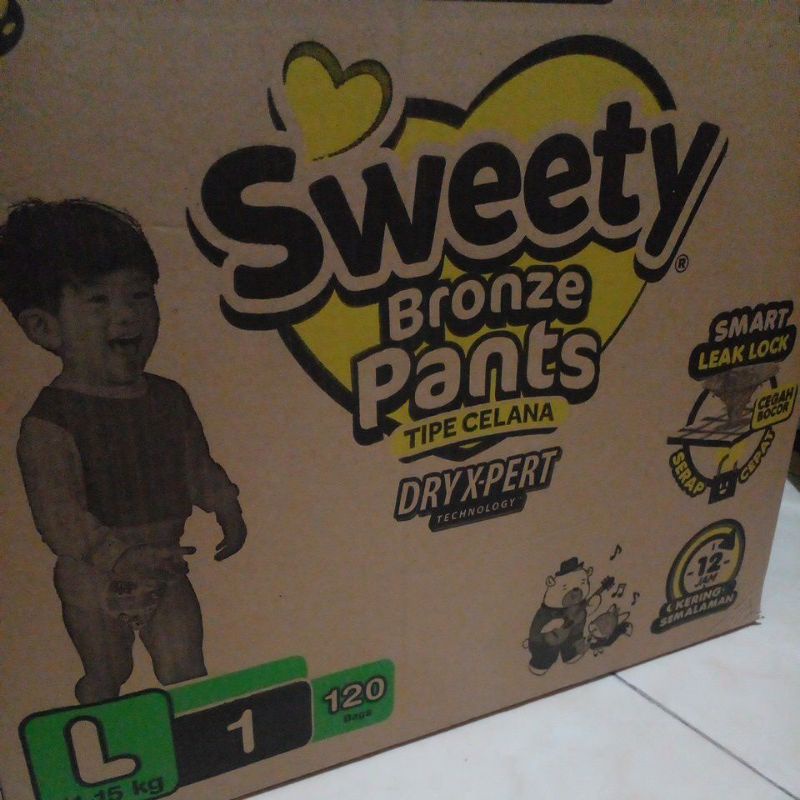 Sweety®
Bronze
Pants
TIPE CELANA
DRY X-PERT
TECHNOLOGY
SMART
LEAK LOCK
CEGAH
BOCOR
SERAP CEPAT
12
JAM
KERING
SEMALAMAN
L
15 kg
1
120
Bags